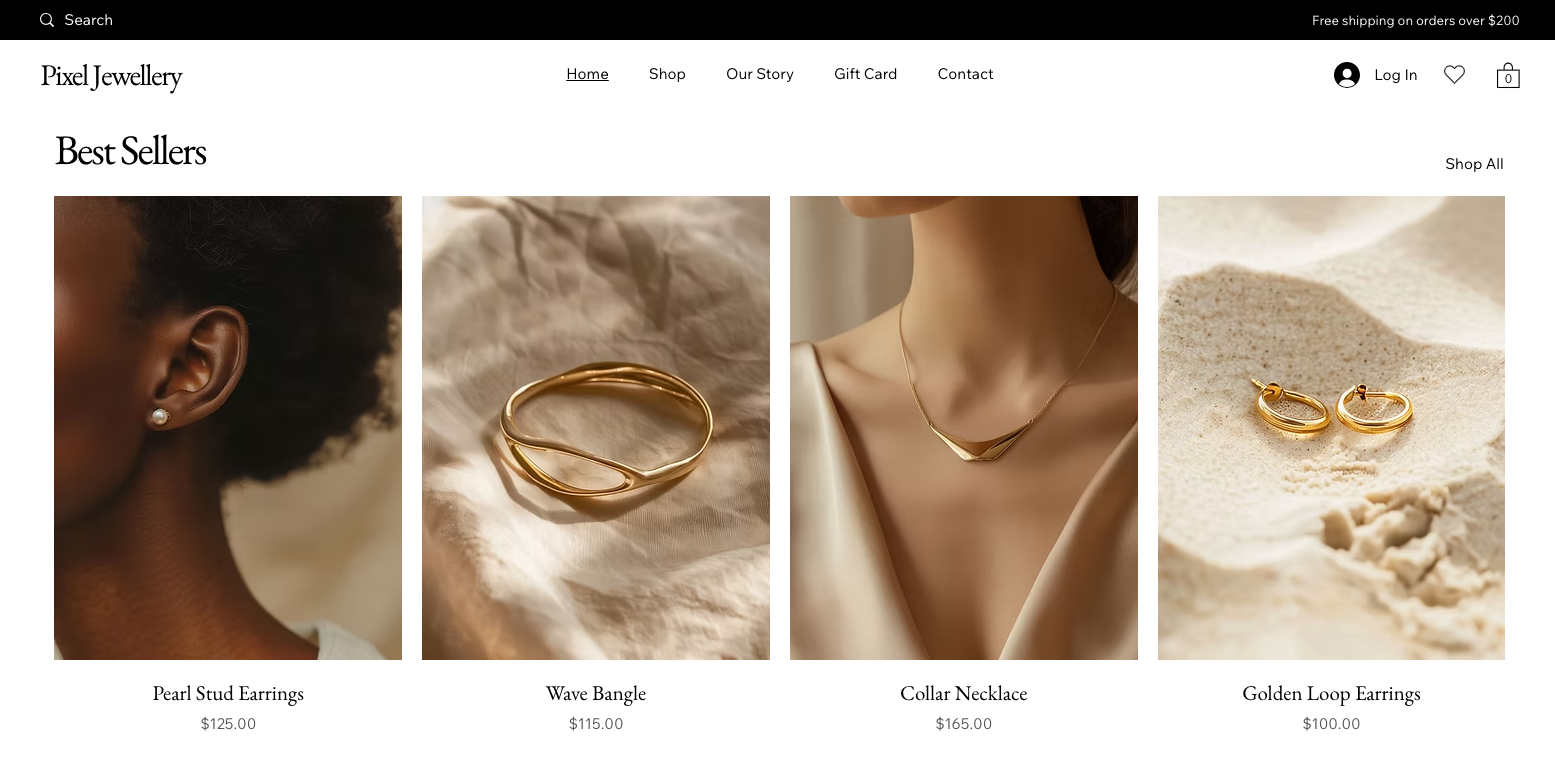 Search
Free shipping on orders over $200
Pixel Jewellery
Home
Shop
Our Story
Gift Card
Contact
Log In
0
Best Sellers
Shop All
Pearl Stud Earrings
Wave Bangle
Collar Necklace
Golden Loop Earrings
$125.00
$115.00
$165.00
$100.00